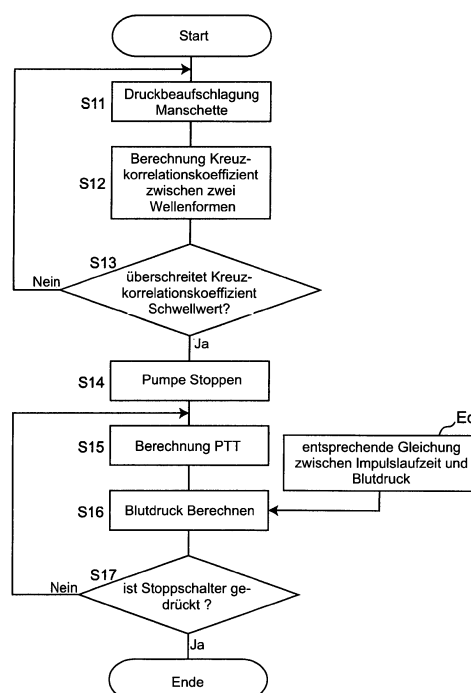 Start
S11
Druckbeaufschlagung
Manschette
S12
Berechnung Kreuz-
korrelationskoeffizient
zwischen zwei
Wellenformen
S13
Nein
überschreitet Kreuz-
korrelationskoeffizient
Schwellwert?
Ja
S14
Pumpe Stoppen
S15
Berechnung PTT
Eq
entsprechende Gleichung
zwischen Impulslaufzeit und
Blutdruck
S16
Blutdruck Berechnen
S17
Nein
ist Stoppschalter ge-
drückt ?
Ja
Ende